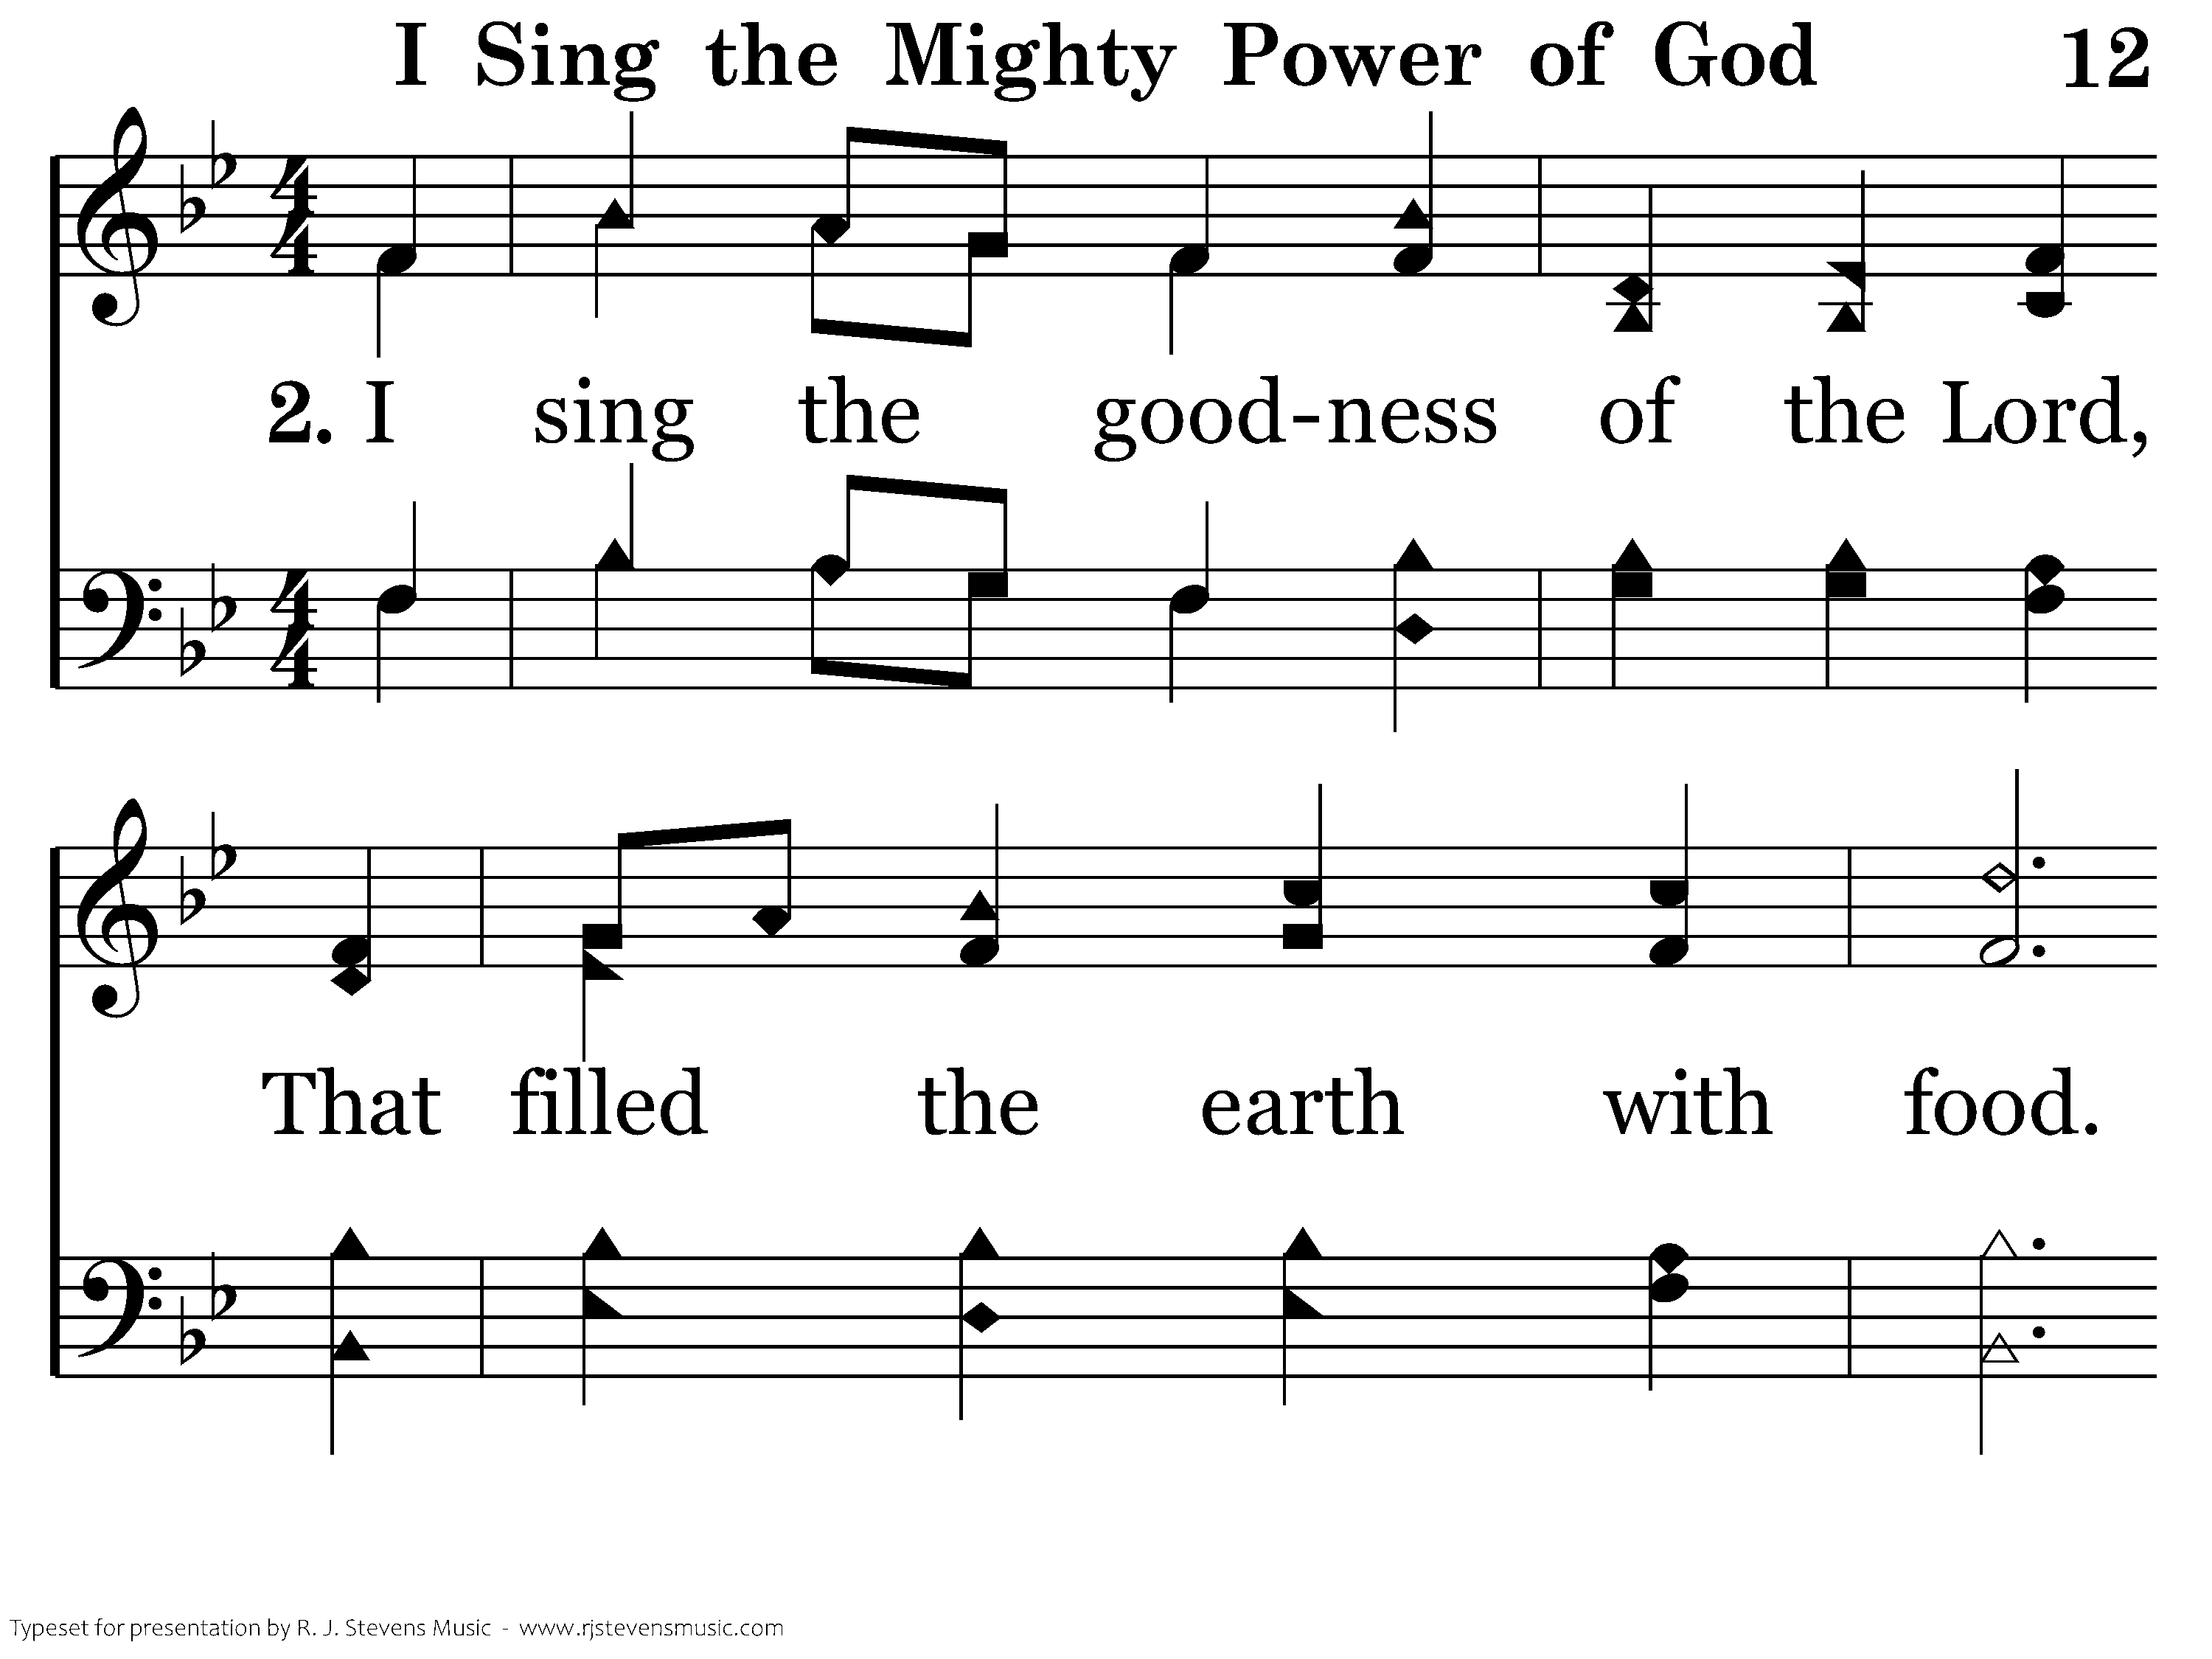 I Sing the Mighty Power of God 12
2. I sing the good-ness of the Lord,
That filled the earth with food.
Typeset for presentation by R. J. Stevens Music - www.rjstevensmusic.com